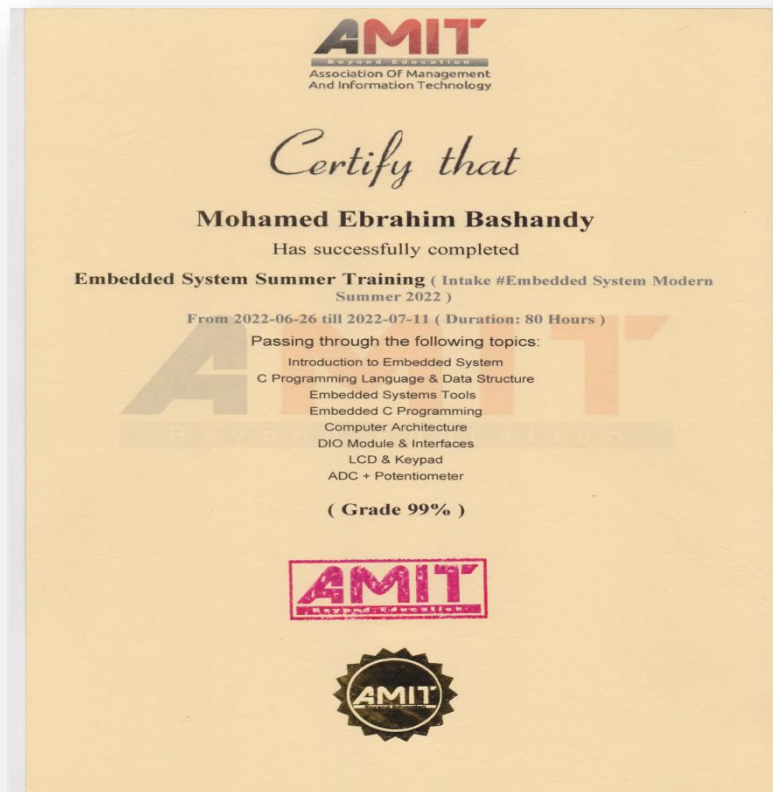 AMIT
Beyond Education
Association Of Management
And Information Technology
Certify that
Mohamed Ebrahim Bashandy
Has successfully completed
Embedded System Summer Training ( Intake #Embedded System Modern
Summer 2022 )
From 2022-06-26 till 2022-07-11 ( Duration: 80 Hours )
Passing through the following topics:
Introduction to Embedded System
C Programming Language & Data Structure
Embedded Systems Tools
Embedded C Programming
Computer Architecture
DIO Module & Interfaces
LCD & Keypad
ADC + Potentiometer
AMIT
Beyond Education
( Grade 99% )
AMIT
Beyond Education
AMIT